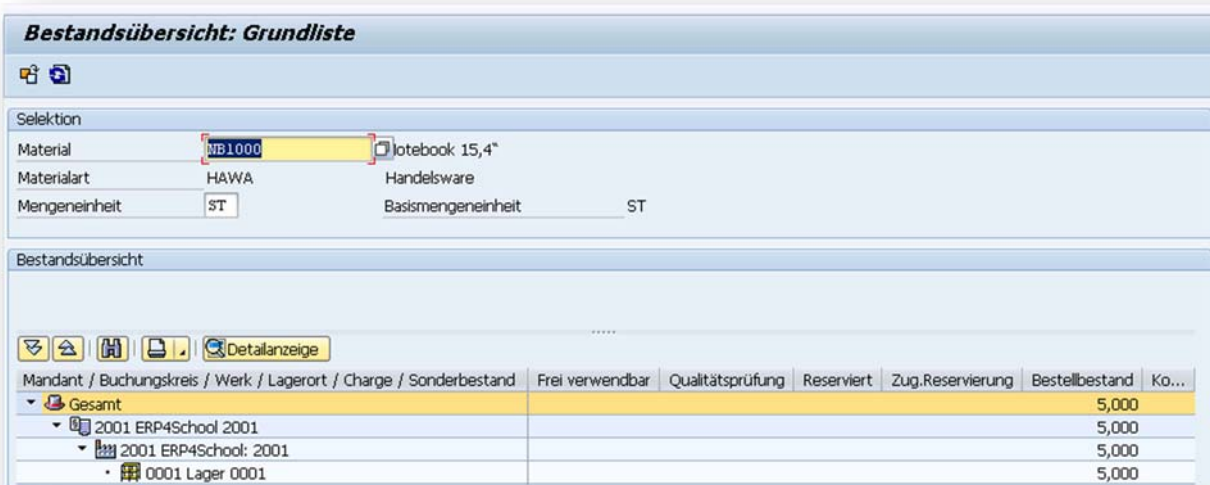 Bestandsübersicht: Grundliste
Selektion
Material NB1000 lotebook 15,4"
Materialart HAWA Handelsware
Mengeneinheit ST Basismengeneinheit ST
Bestandsübersicht
Detailanzeige
Mandant / Buchungskreis / Werk / Lagerort / Charge / Sonderbestand Frei verwendbar Qualitätsprüfung Reserviert Zug.Reservierung Bestellbestand Ko...
Gesamt 5,000
2001 ERP4School 2001 5,000
2001 ERP4School: 2001 5,000
0001 Lager 0001 5,000